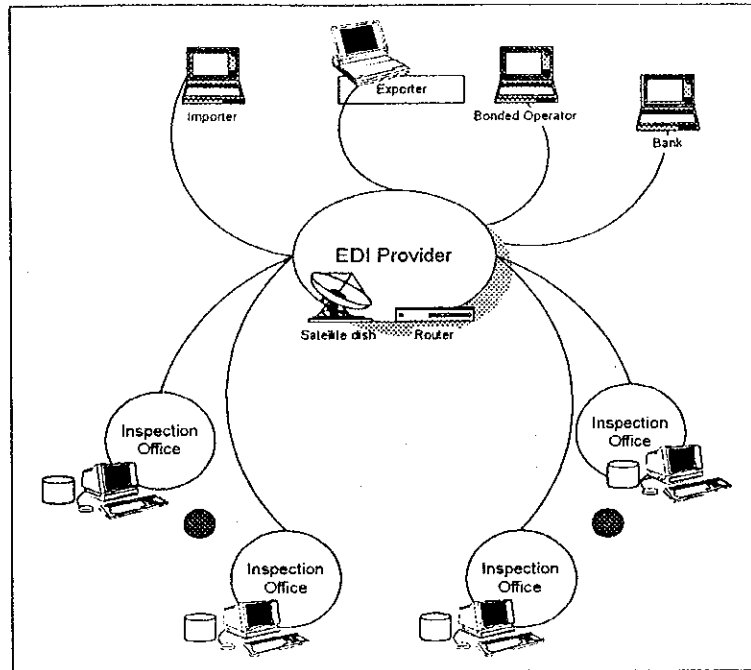 Importer
Exporter
Bonded Operator
Bank
EDI Provider
Satellite dish
Router
Inspection
Office
Inspection
Office
Inspection
Office
Inspection
Office